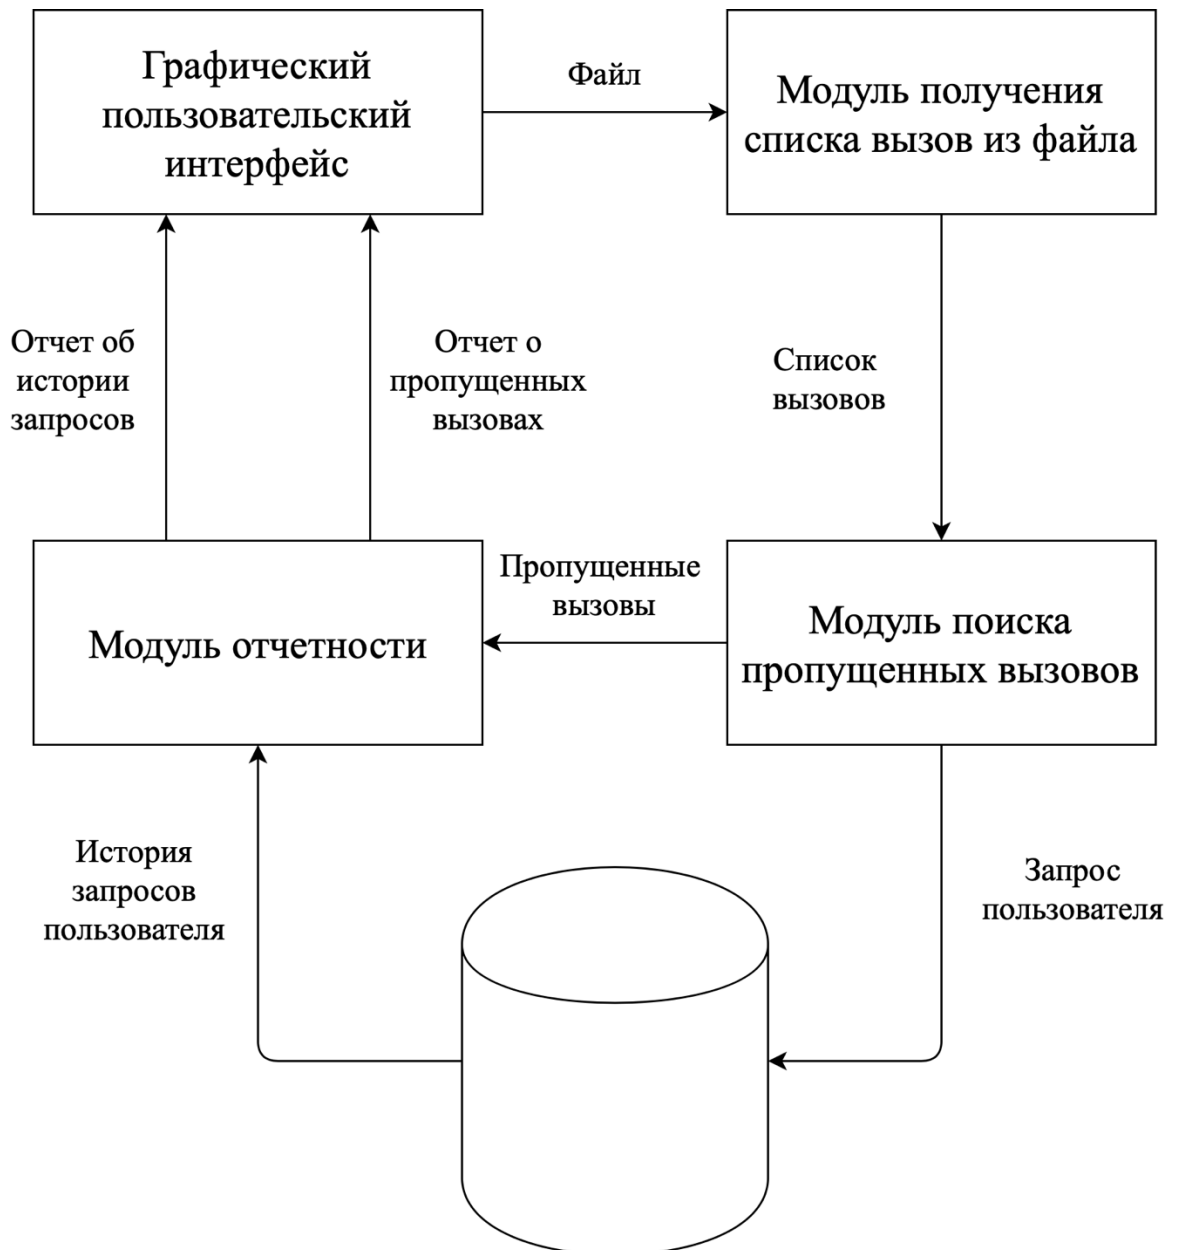 Графический
пользовательский
интерфейс
Файл
Модуль получения
списка вызов из файла
Отчет об
истории
запросов
Отчет о
пропущенных
вызовах
Список
вызовов
Модуль отчетности
Пропущенные
вызовы
Модуль поиска
пропущенных вызовов
История
запросов
пользователя
Запрос
пользователя